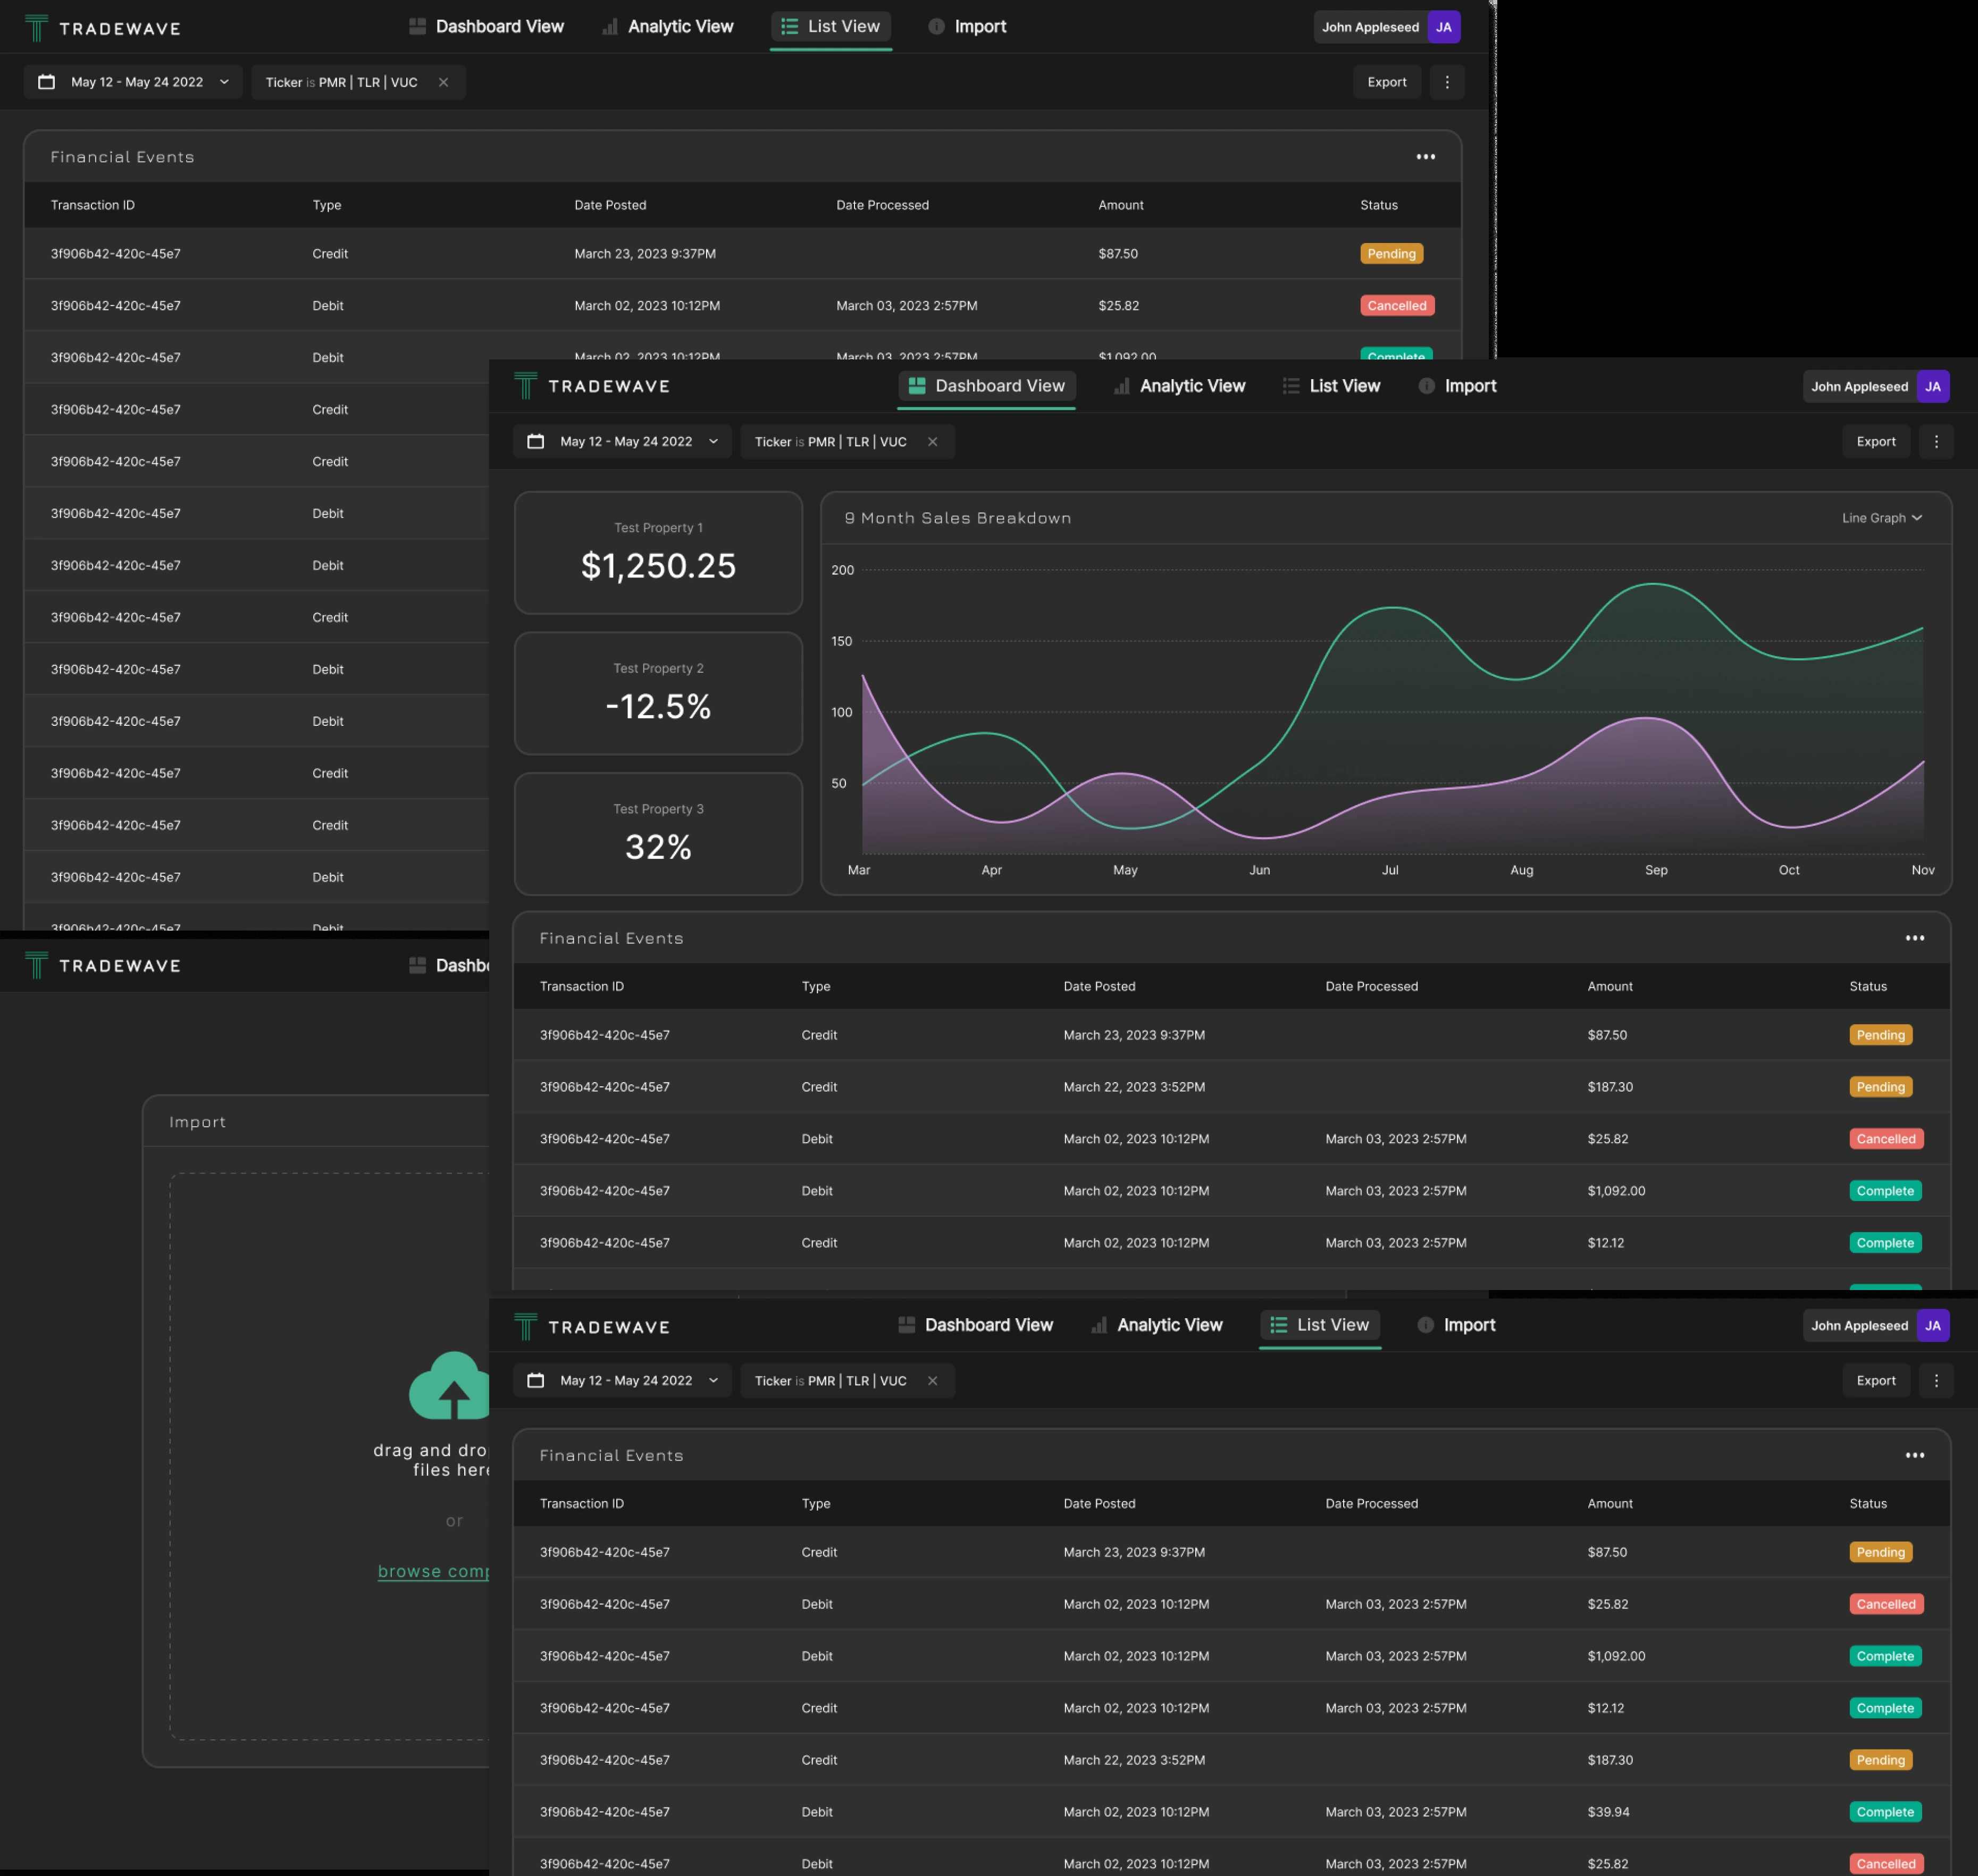 TRADEWAVE Dashboard View Analytic View List View Import John Appleseed JA
May 12 - May 24 2022 Ticker is PMR | TLR | VUC Export
Financial Events
Transaction ID Type Date Posted Date Processed Amount Status
3f906b42-420c-45e7 Credit March 23, 2023 9:37PM $87.50 Pending
3f906b42-420c-45e7 Debit March 02, 2023 10:12PM March 03, 2023 2:57PM $25.82 Cancelled
3f906b42-420c-45e7 Debit March 02, 2023 10:12PM March 03, 2023 2:57PM $1,092.00 Complete
3f906b42-420c-45e7 Credit
3f906b42-420c-45e7 Credit
3f906b42-420c-45e7 Debit
3f906b42-420c-45e7 Debit
3f906b42-420c-45e7 Credit
3f906b42-420c-45e7 Debit
3f906b42-420c-45e7 Debit
3f906b42-420c-45e7 Credit
3f906b42-420c-45e7 Credit
3f906b42-420c-45e7 Debit
3f906b42-420c-45e7 Debit
TRADEWAVE Dashboard View Analytic View List View Import John Appleseed JA
May 12 - May 24 2022 Ticker is PMR | TLR | VUC Export
Test Property 1
$1,250.25
Test Property 2
-12.5%
Test Property 3
32%
9 Month Sales Breakdown Line Graph
200
150
100
50
Mar Apr May Jun Jul Aug Sep Oct Nov
Financial Events
Transaction ID Type Date Posted Date Processed Amount Status
3f906b42-420c-45e7 Credit March 23, 2023 9:37PM $87.50 Pending
3f906b42-420c-45e7 Credit March 22, 2023 3:52PM $187.30 Pending
3f906b42-420c-45e7 Debit March 02, 2023 10:12PM March 03, 2023 2:57PM $25.82 Cancelled
3f906b42-420c-45e7 Debit March 02, 2023 10:12PM March 03, 2023 2:57PM $1,092.00 Complete
3f906b42-420c-45e7 Credit March 02, 2023 10:12PM March 03, 2023 2:57PM $12.12 Complete
TRADEWAVE Dashb
Import
drag and dro
files here
or
browse comp
TRADEWAVE Dashboard View Analytic View List View Import John Appleseed JA
May 12 - May 24 2022 Ticker is PMR | TLR | VUC Export
Financial Events
Transaction ID Type Date Posted Date Processed Amount Status
3f906b42-420c-45e7 Credit March 23, 2023 9:37PM $87.50 Pending
3f906b42-420c-45e7 Debit March 02, 2023 10:12PM March 03, 2023 2:57PM $25.82 Cancelled
3f906b42-420c-45e7 Debit March 02, 2023 10:12PM March 03, 2023 2:57PM $1,092.00 Complete
3f906b42-420c-45e7 Credit March 02, 2023 10:12PM March 03, 2023 2:57PM $12.12 Complete
3f906b42-420c-45e7 Credit March 22, 2023 3:52PM $187.30 Pending
3f906b42-420c-45e7 Debit March 02, 2023 10:12PM March 03, 2023 2:57PM $39.94 Complete
3f906b42-420c-45e7 Debit March 02, 2023 10:12PM March 03, 2023 2:57PM $25.82 Cancelled